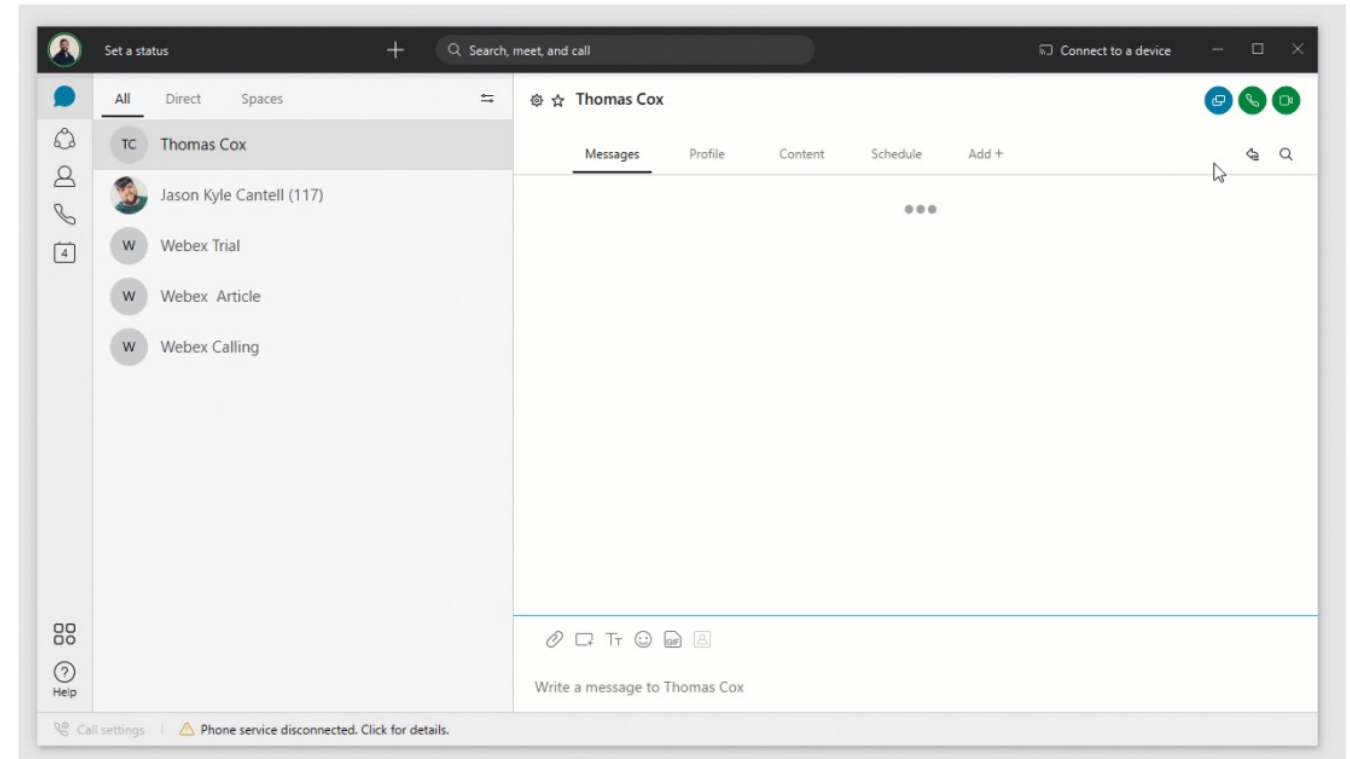 Set a status
Search, meet, and call
Connect to a device
All Direct Spaces
Thomas Cox
Messages Profile Content Schedule Add +
TC Thomas Cox
Jason Kyle Cantell (117)
W Webex Trial
W Webex Article
W Webex Calling
4
GIF
Write a message to Thomas Cox
Help
Call settings
Phone service disconnected. Click for details.